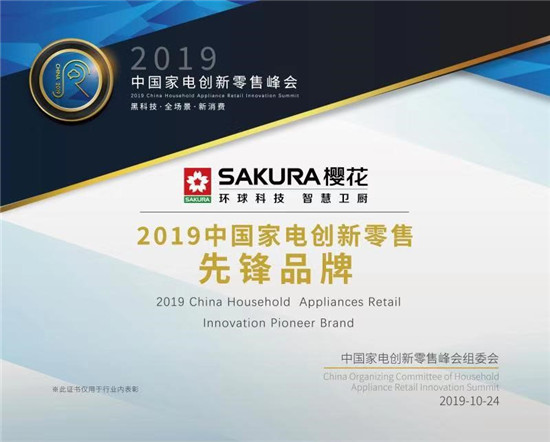 CHINA 2019
2019
中国家电创新零售峰会
2019 China Household Appliance Retail Innovation Summit
黑科技·全场景·新消费
SAKURA
SAKURA樱花
环球科技 智慧卫厨
2019中国家电创新零售
先锋品牌
2019 China Household Appliances Retail
Innovation Pioneer Brand
中国家电创新零售峰会组委会
China Organizing Committee of Household
Appliance Retail Innovation Summit
2019-10-24
※此证书仅用于行业内表彰